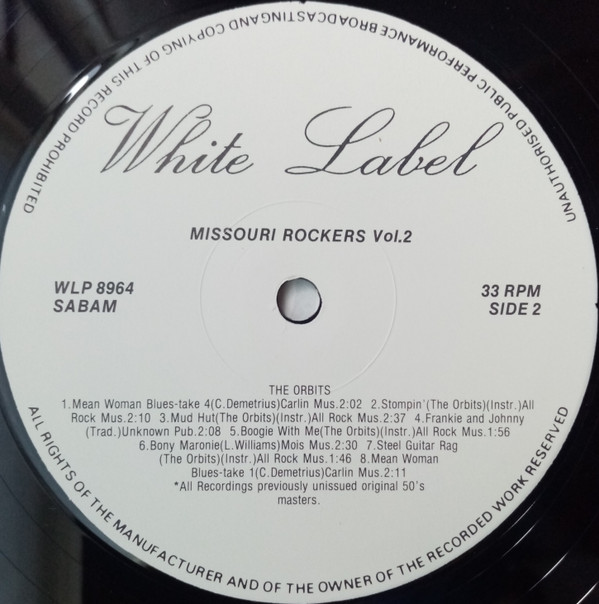 UNAUTHORISED PUBLIC PERFORMANCE BROADCASTING AND COPYING OF THIS RECORD PROHIBITED
White Label
MISSOURI ROCKERS Vol.2
WLP 8964
SABAM
33 RPM
SIDE 2
THE ORBITS
1.Mean Woman Blues-take 4(C.Demetrius)Carlin Mus.2:02 2.Stompin'(The Orbits)(Instr.)All
Rock Mus.2:10 3.Mud Hut(The Orbits)(Instr.)All Rock Mus.2:37 4.Frankie and Johnny
(Trad.)Unknown Pub.2:08 5.Boogie With Me(The Orbits)(Instr.)All Rock Mus.1:56
6.Bony Maronie(L.Williams)Mois Mus.2:30 7.Steel Guitar Rag
(The Orbits)(Instr.)All Rock Mus.1:46 8.Mean Woman
Blues-take 1(C.Demetrius)Carlin Mus.2:11
*All Recordings previously unissued original 50's
masters.
ALL RIGHTS OF THE MANUFACTURER AND OF THE OWNER OF THE RECORDED WORK RESERVED